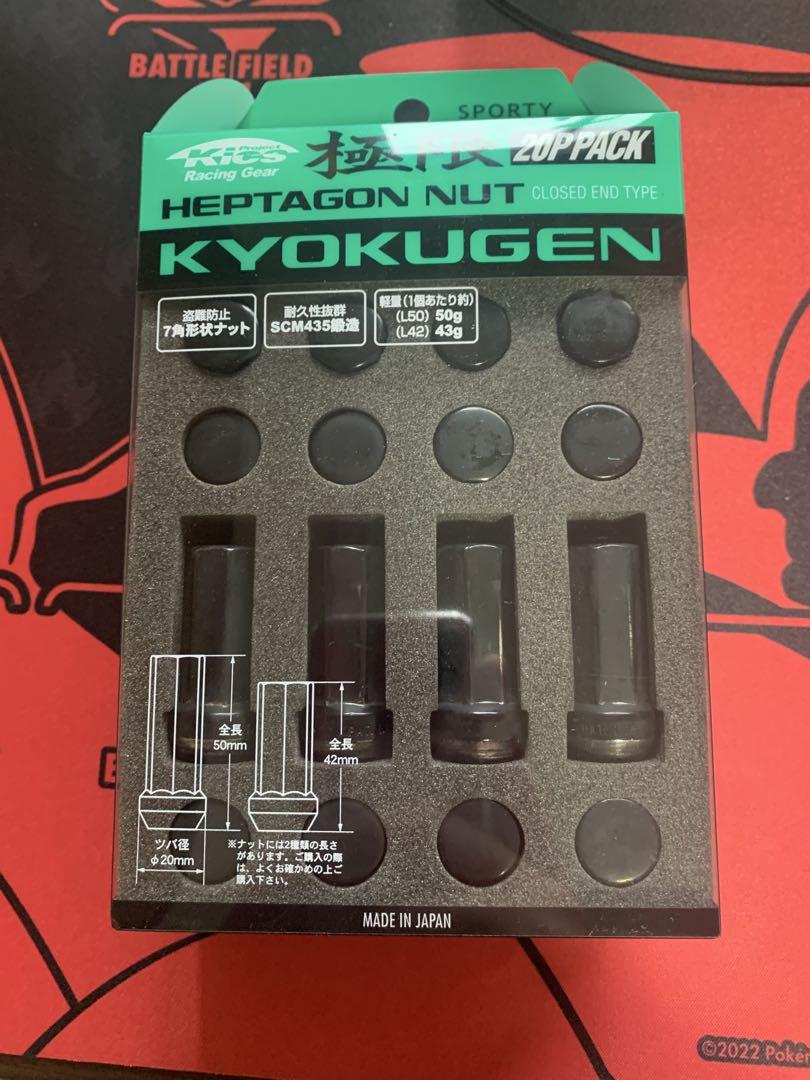 BATTLE FIELD
SPORTY
Project
Kics
Racing Gear
極限
20P PACK
HEPTAGON NUT
CLOSED END TYPE
KYOKUGEN
盗難防止
7角形状ナット
耐久性抜群
SCM435鍛造
軽量(1個あたり約)
(L50) 50g
(L42) 43g
全長
50mm
全長
42mm
ツバ径
φ20mm
※ナットには2種類の長さ
があります。ご購入の際
は、よくお確かめの上ご
購入下さい。
MADE IN JAPAN
©2022 Poké